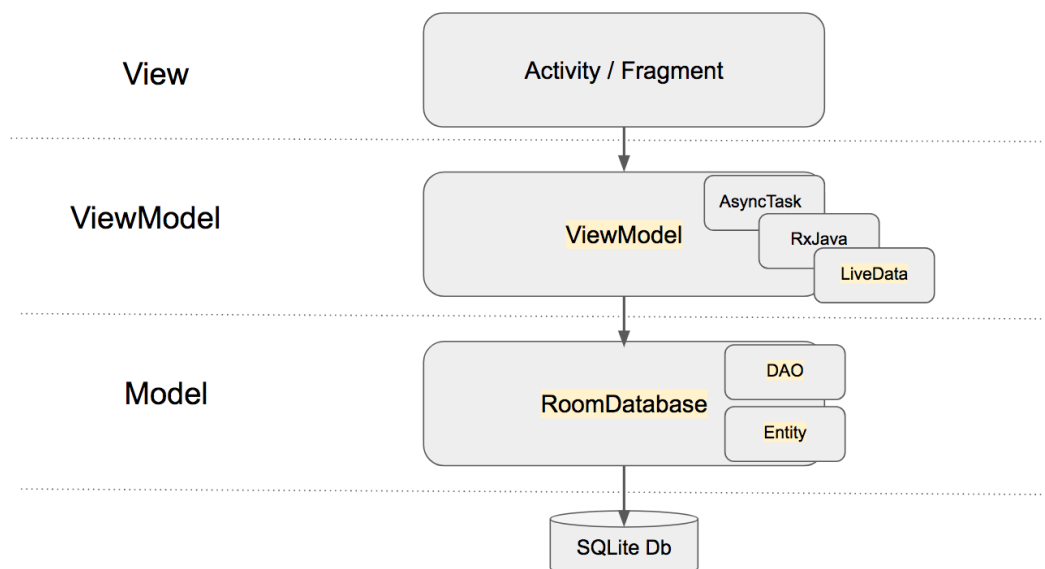 View
Activity / Fragment
ViewModel
ViewModel
AsyncTask
RxJava
LiveData
Model
RoomDatabase
DAO
Entity
SQLite Db